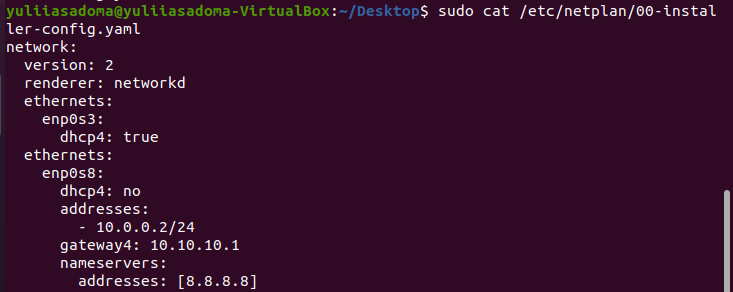 yuliiasadoma@yuliiasadoma-VirtualBox:~/Desktop$ sudo cat /etc/netplan/00-instal
ler-config.yaml
network:
  version: 2
  renderer: networkd
  ethernets:
    enp0s3:
      dhcp4: true
  ethernets:
    enp0s8:
      dhcp4: no
      addresses:
        - 10.0.0.2/24
      gateway4: 10.10.10.1
      nameservers:
        addresses: [8.8.8.8]